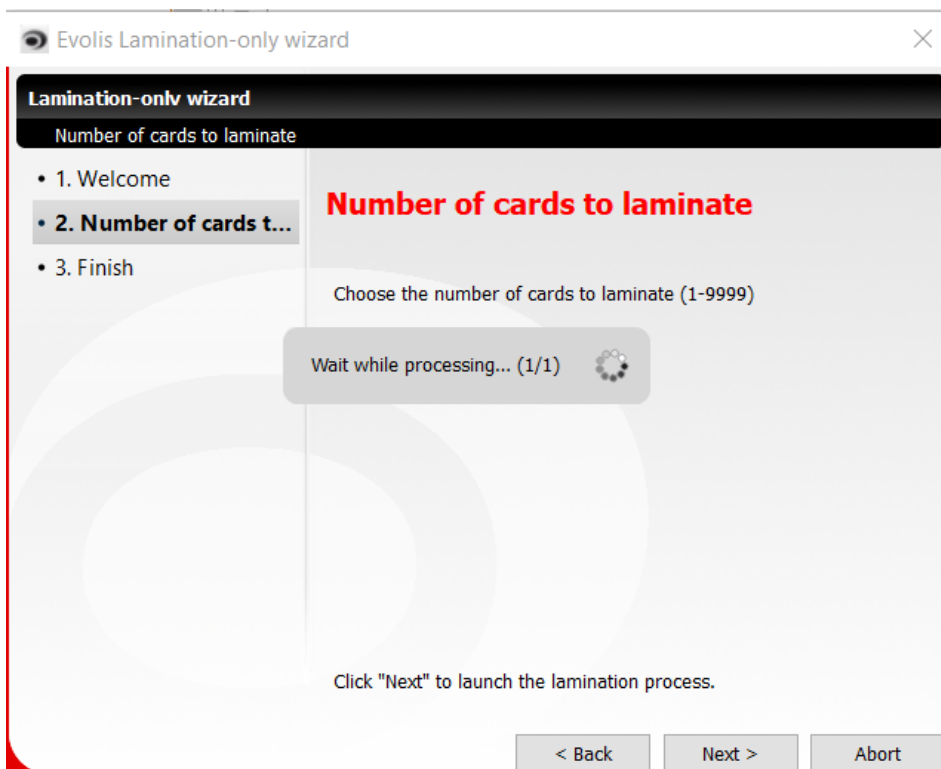 Evolis Lamination-only wizard
Lamination-only wizard
Number of cards to laminate
• 1. Welcome
• 2. Number of cards t...
• 3. Finish
Number of cards to laminate
Choose the number of cards to laminate (1-9999)
Wait while processing... (1/1)
Click "Next" to launch the lamination process.
< Back
Next >
Abort